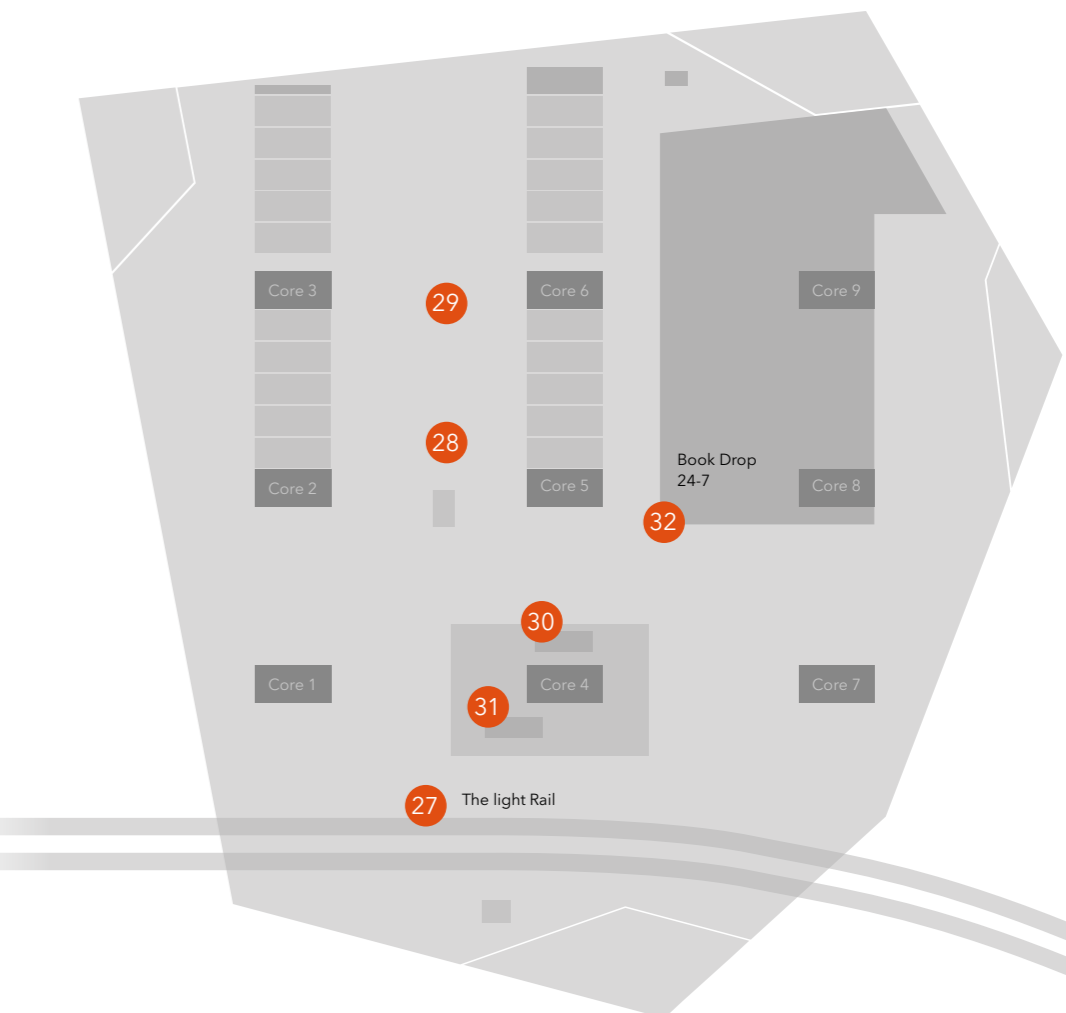 Core 3
29
Core 6
Core 9
28
Core 2
Core 5
Book Drop
24-7
Core 8
32
30
Core 1
31
Core 4
Core 7
27
The light Rail